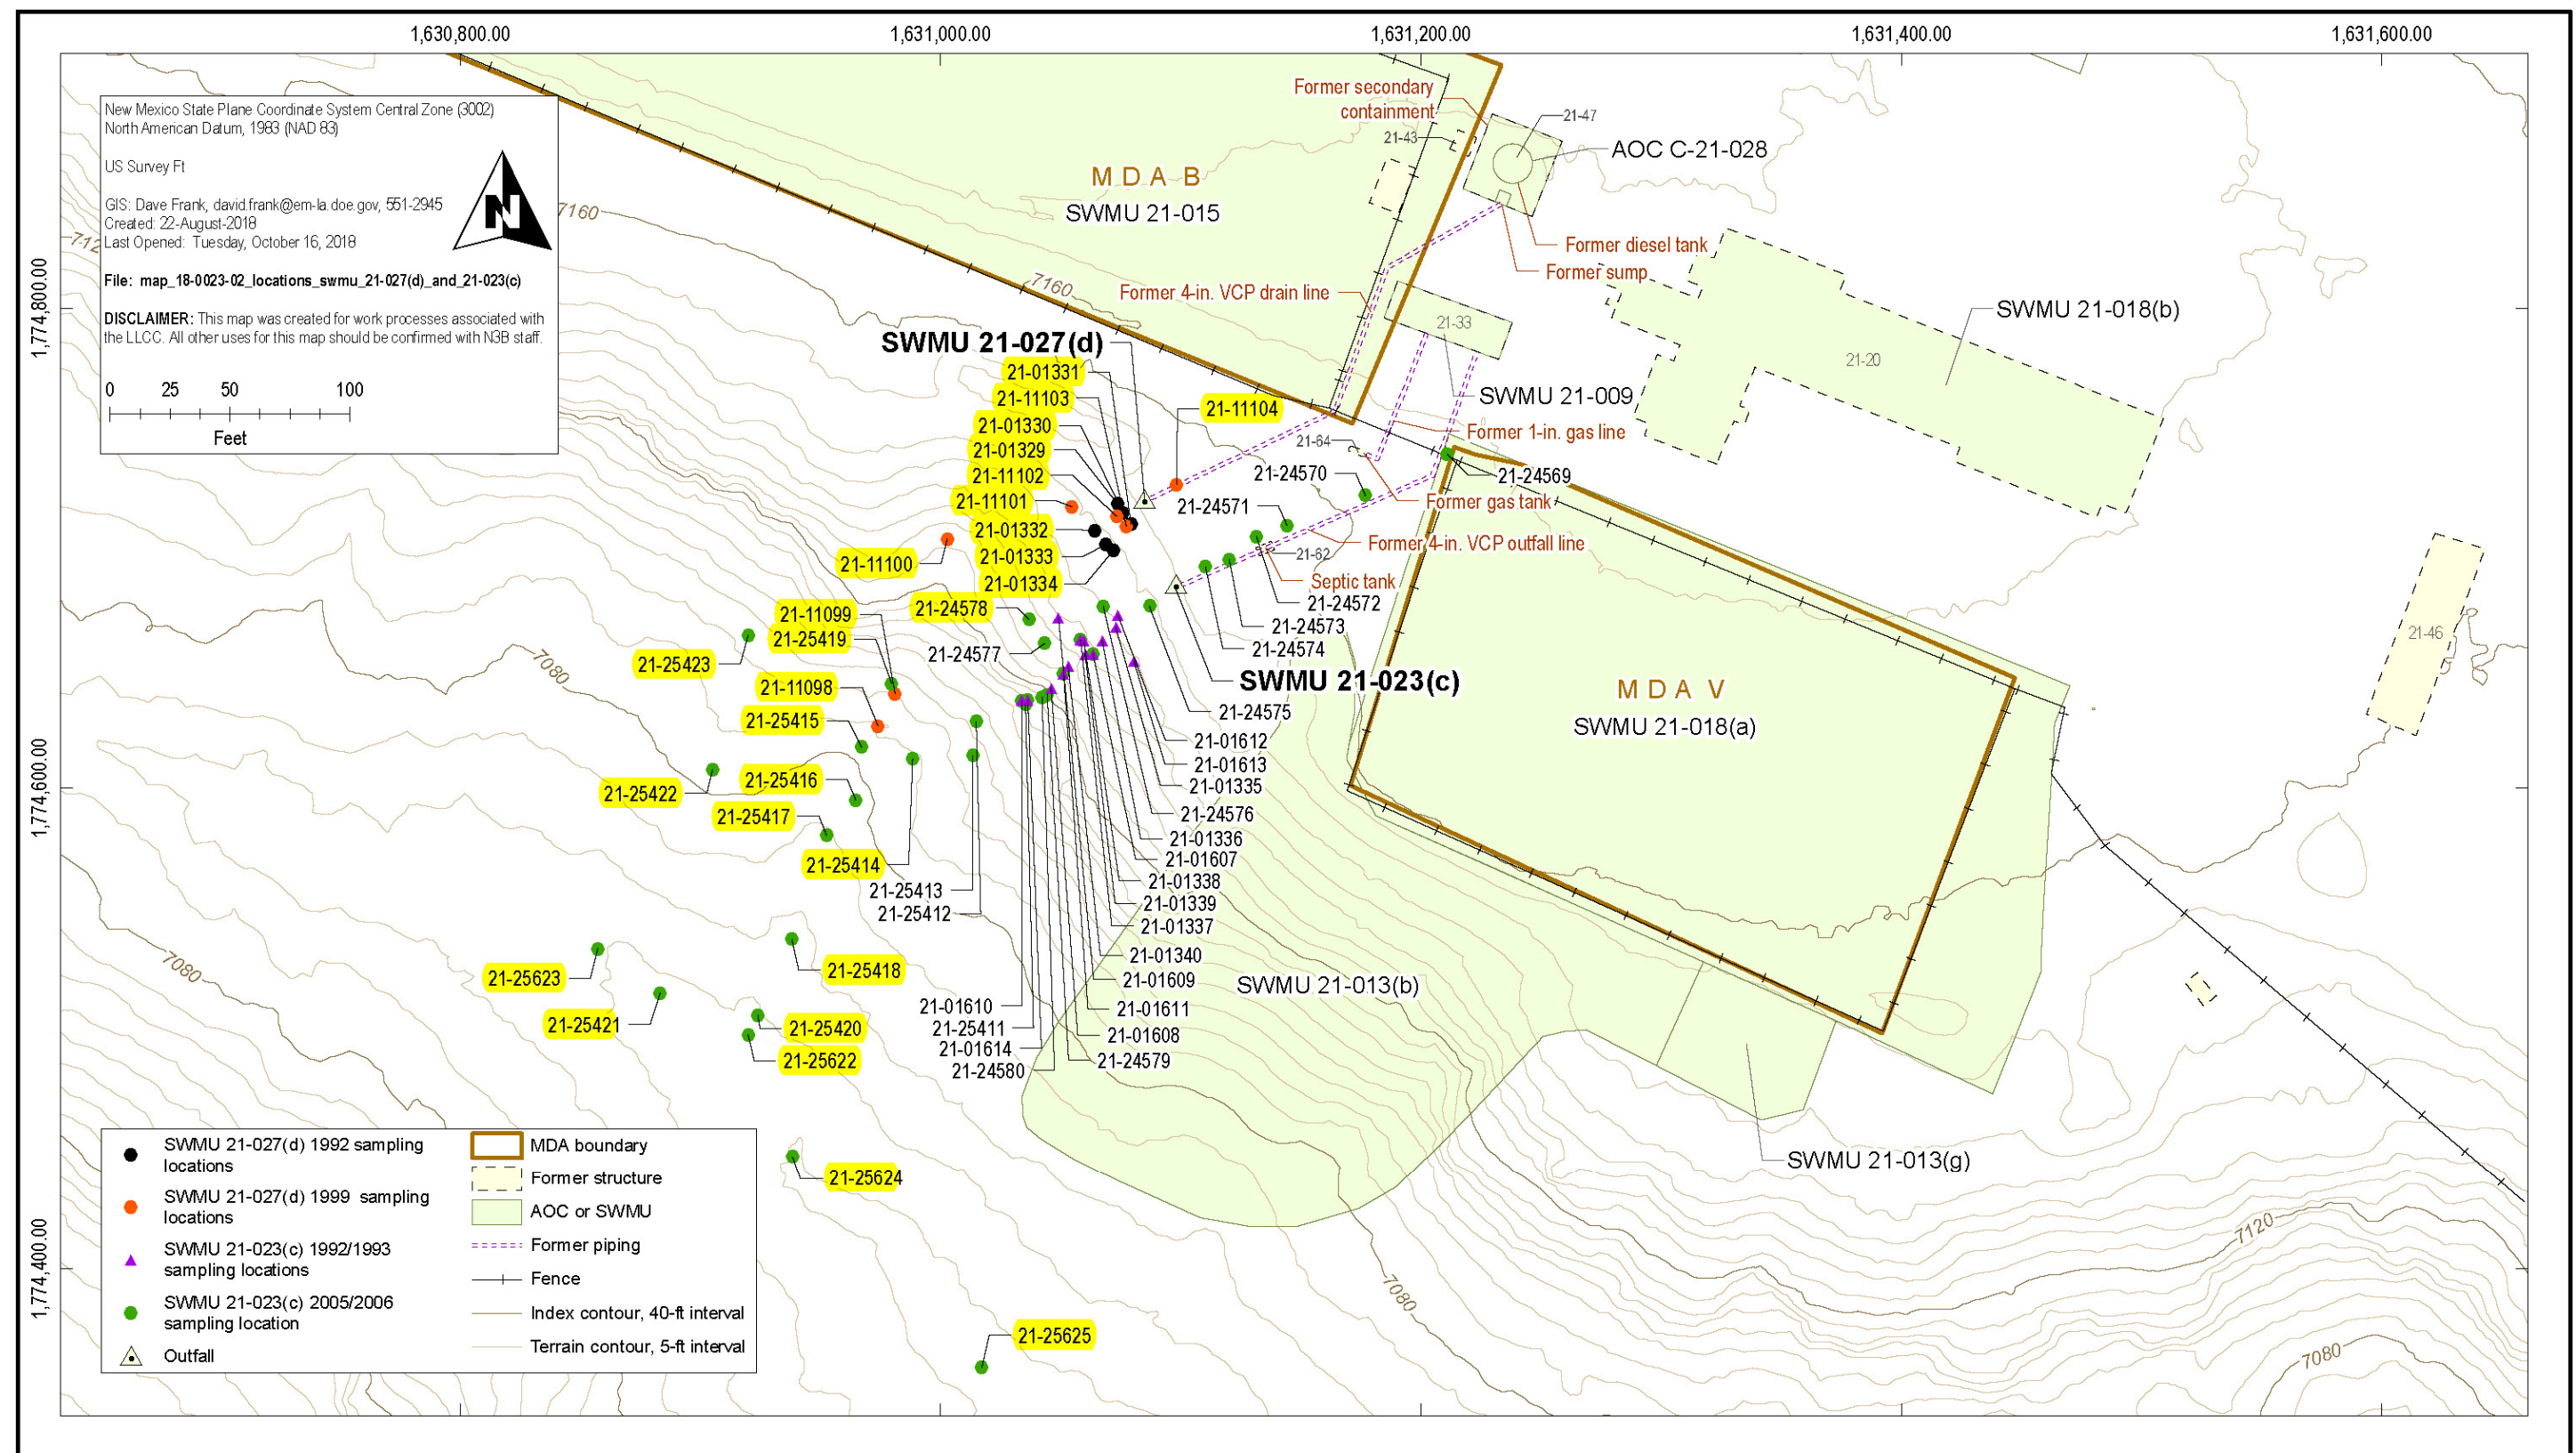 1,630,800.00
1,631,000.00
1,631,200.00
1,631,400.00
1,631,600.00
1,774,800.00
1,774,600.00
1,774,400.00
New Mexico State Plane Coordinate System Central Zone (3002)
North American Datum, 1983 (NAD 83)
US Survey Ft
GIS: Dave Frank, david.frank@em-la.doe.gov, 551-2945
Created: 22-August-2018
Last Opened: Tuesday, October 16, 2018
N
File: map_18-0023-02_locations_swmu_21-027(d)_and_21-023(c)
DISCLAIMER: This map was created for work processes associated with
the LLCC. All other uses for this map should be confirmed with N3B staff.
0 25 50 100
Feet
712
7160
7160
MDA B
SWMU 21-015
Former secondary
containment
21-43
21-47
AOC C-21-028
Former diesel tank
Former sump
Former 4-in. VCP drain line
21-33
SWMU 21-018(b)
21-20
SWMU 21-009
Former 1-in. gas line
SWMU 21-027(d)
21-01331
21-11103
21-11104
21-01330
21-01329
21-11102
21-11101
21-01332
21-01333
21-01334
21-11100
21-64
21-24570
21-24569
Former gas tank
21-24571
Former 4-in. VCP outfall line
21-62
Septic tank
21-24572
21-24573
21-24574
21-24578
21-11099
21-25419
21-24577
21-25423
SWMU 21-023(c)
21-11098
21-25415
21-24575
21-01612
21-01613
21-01335
21-25416
21-25422
21-25417
21-24576
21-01336
21-01607
21-25414
21-25413
21-25412
21-01338
21-01339
21-01337
21-01340
21-01609
21-01611
21-01608
21-24579
21-01610
21-25411
21-01614
21-24580
21-25418
21-25623
21-25421
21-25420
21-25622
21-25624
21-25625
MDA V
SWMU 21-018(a)
21-46
SWMU 21-013(b)
SWMU 21-013(g)
7080
7080
7080
7120
7080
SWMU 21-027(d) 1992 sampling
locations
SWMU 21-027(d) 1999 sampling
locations
SWMU 21-023(c) 1992/1993
sampling locations
SWMU 21-023(c) 2005/2006
sampling location
Outfall
MDA boundary
Former structure
AOC or SWMU
Former piping
Fence
Index contour, 40-ft interval
Terrain contour, 5-ft interval